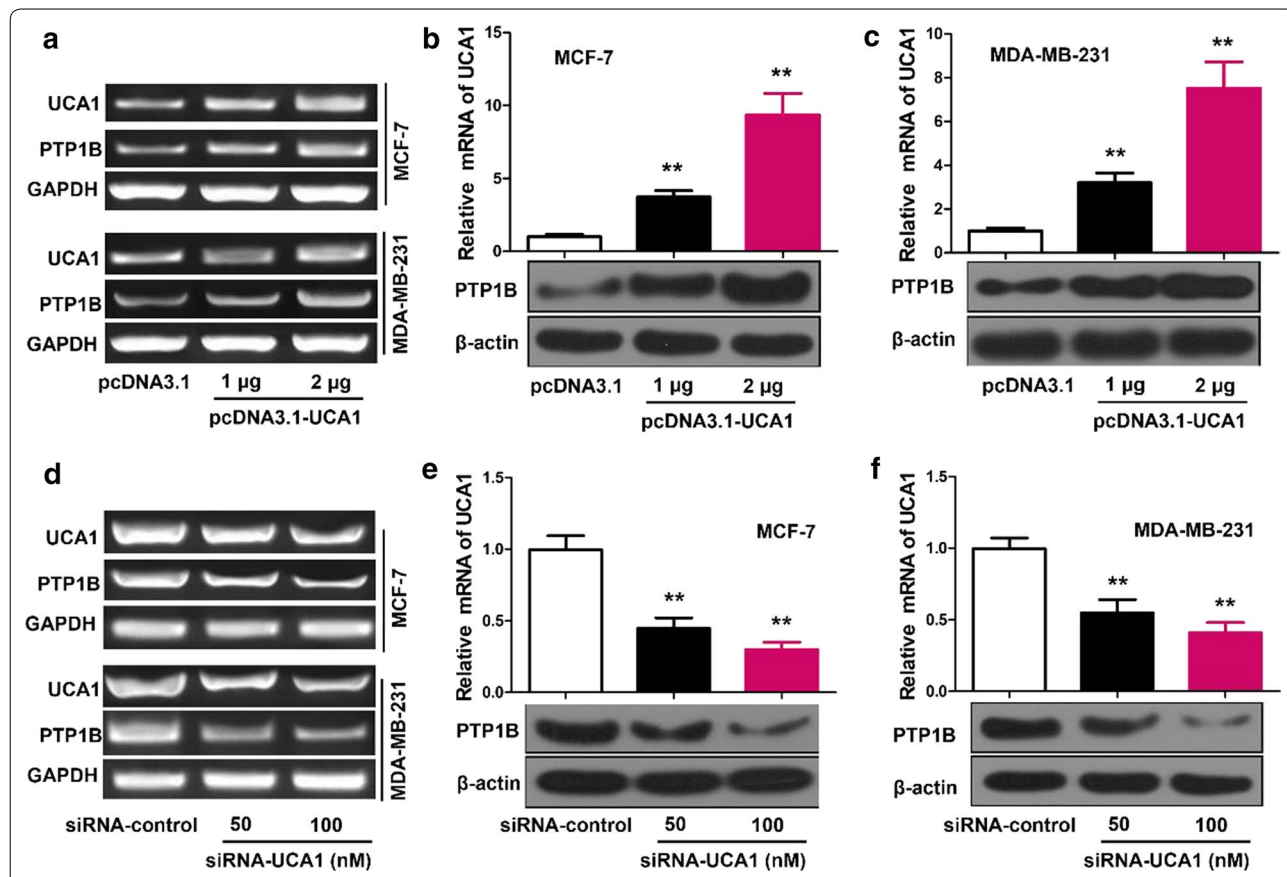 a
UCA1
PTP1B
GAPDH
MCF-7
UCA1
PTP1B
GAPDH
MDA-MB-231
pcDNA3.1
1 µg
2 µg
pcDNA3.1-UCA1
b
Relative mRNA of UCA1
15
10
5
0
MCF-7
**
**
PTP1B
β-actin
pcDNA3.1
1 µg
2 µg
pcDNA3.1-UCA1
c
Relative mRNA of UCA1
10
8
6
4
2
0
MDA-MB-231
**
**
PTP1B
β-actin
pcDNA3.1
1 µg
2 µg
pcDNA3.1-UCA1
d
UCA1
PTP1B
GAPDH
MCF-7
UCA1
PTP1B
GAPDH
MDA-MB-231
siRNA-control
50
100
siRNA-UCA1 (nM)
e
Relative mRNA of UCA1
1.5
1.0
0.5
0.0
MCF-7
**
**
PTP1B
β-actin
siRNA-control
50
100
siRNA-UCA1 (nM)
f
Relative mRNA of UCA1
1.5
1.0
0.5
0.0
MDA-MB-231
**
**
PTP1B
β-actin
siRNA-control
50
100
siRNA-UCA1 (nM)